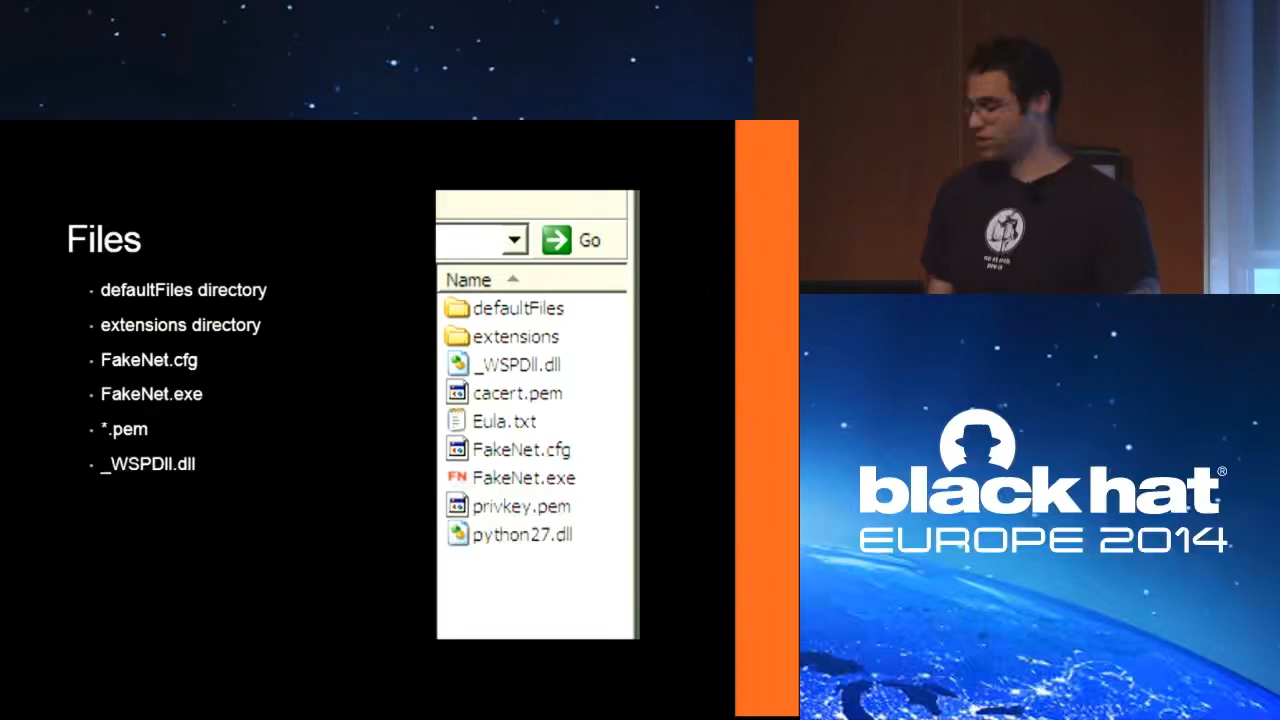 Files
· defaultFiles directory
· extensions directory
· FakeNet.cfg
· FakeNet.exe
· *.pem
· _WSPDll.dll
Go
Name
defaultFiles
extensions
_WSPDll.dll
cacert.pem
Eula.txt
FakeNet.cfg
FN FakeNet.exe
privkey.pem
python27.dll
black hat®
EUROPE 2014